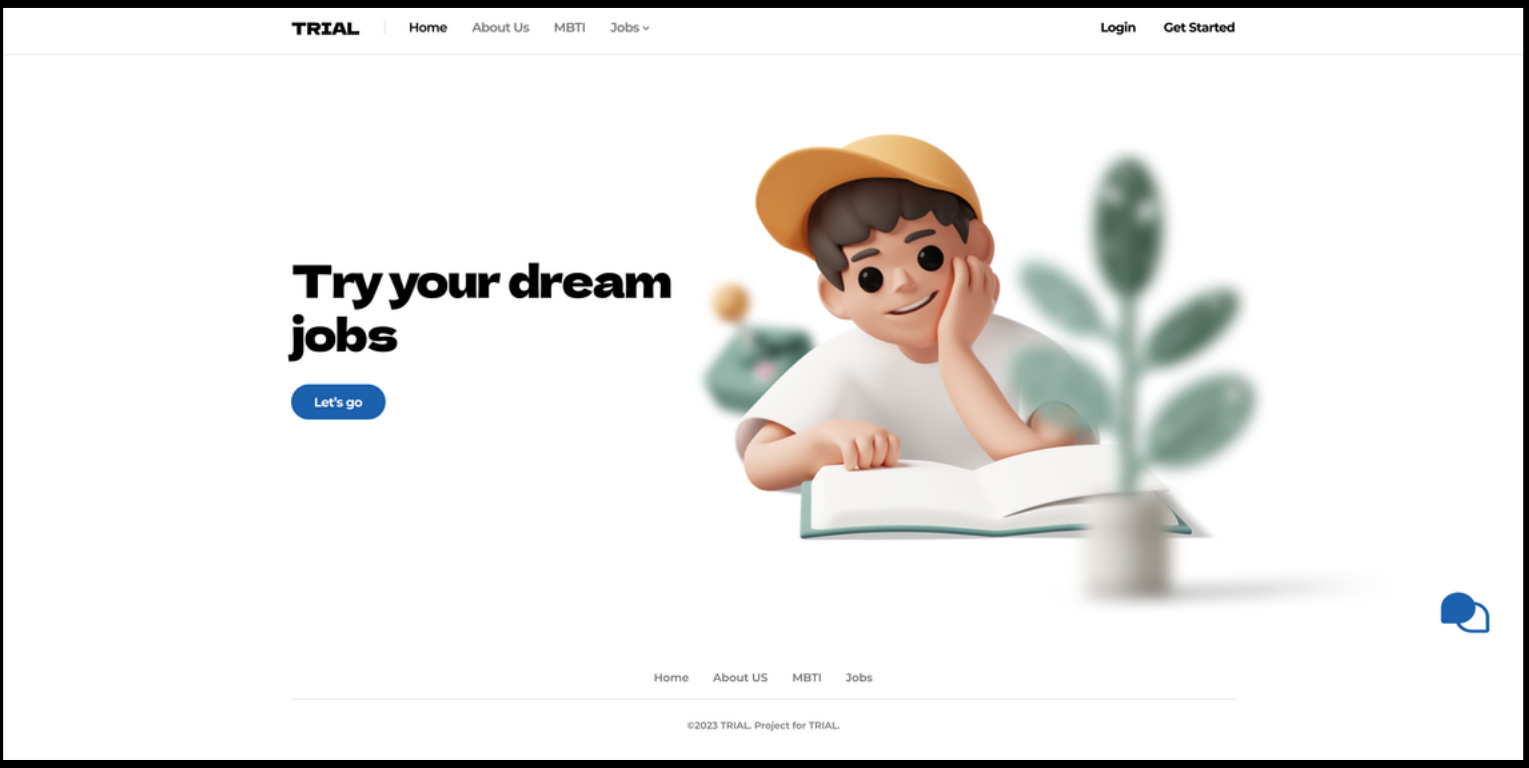 TRIAL Home About Us MBTI Jobs Login Get Started
Try your dream
jobs
Let's go
Home About US MBTI Jobs
©2023 TRIAL. Project for TRIAL.